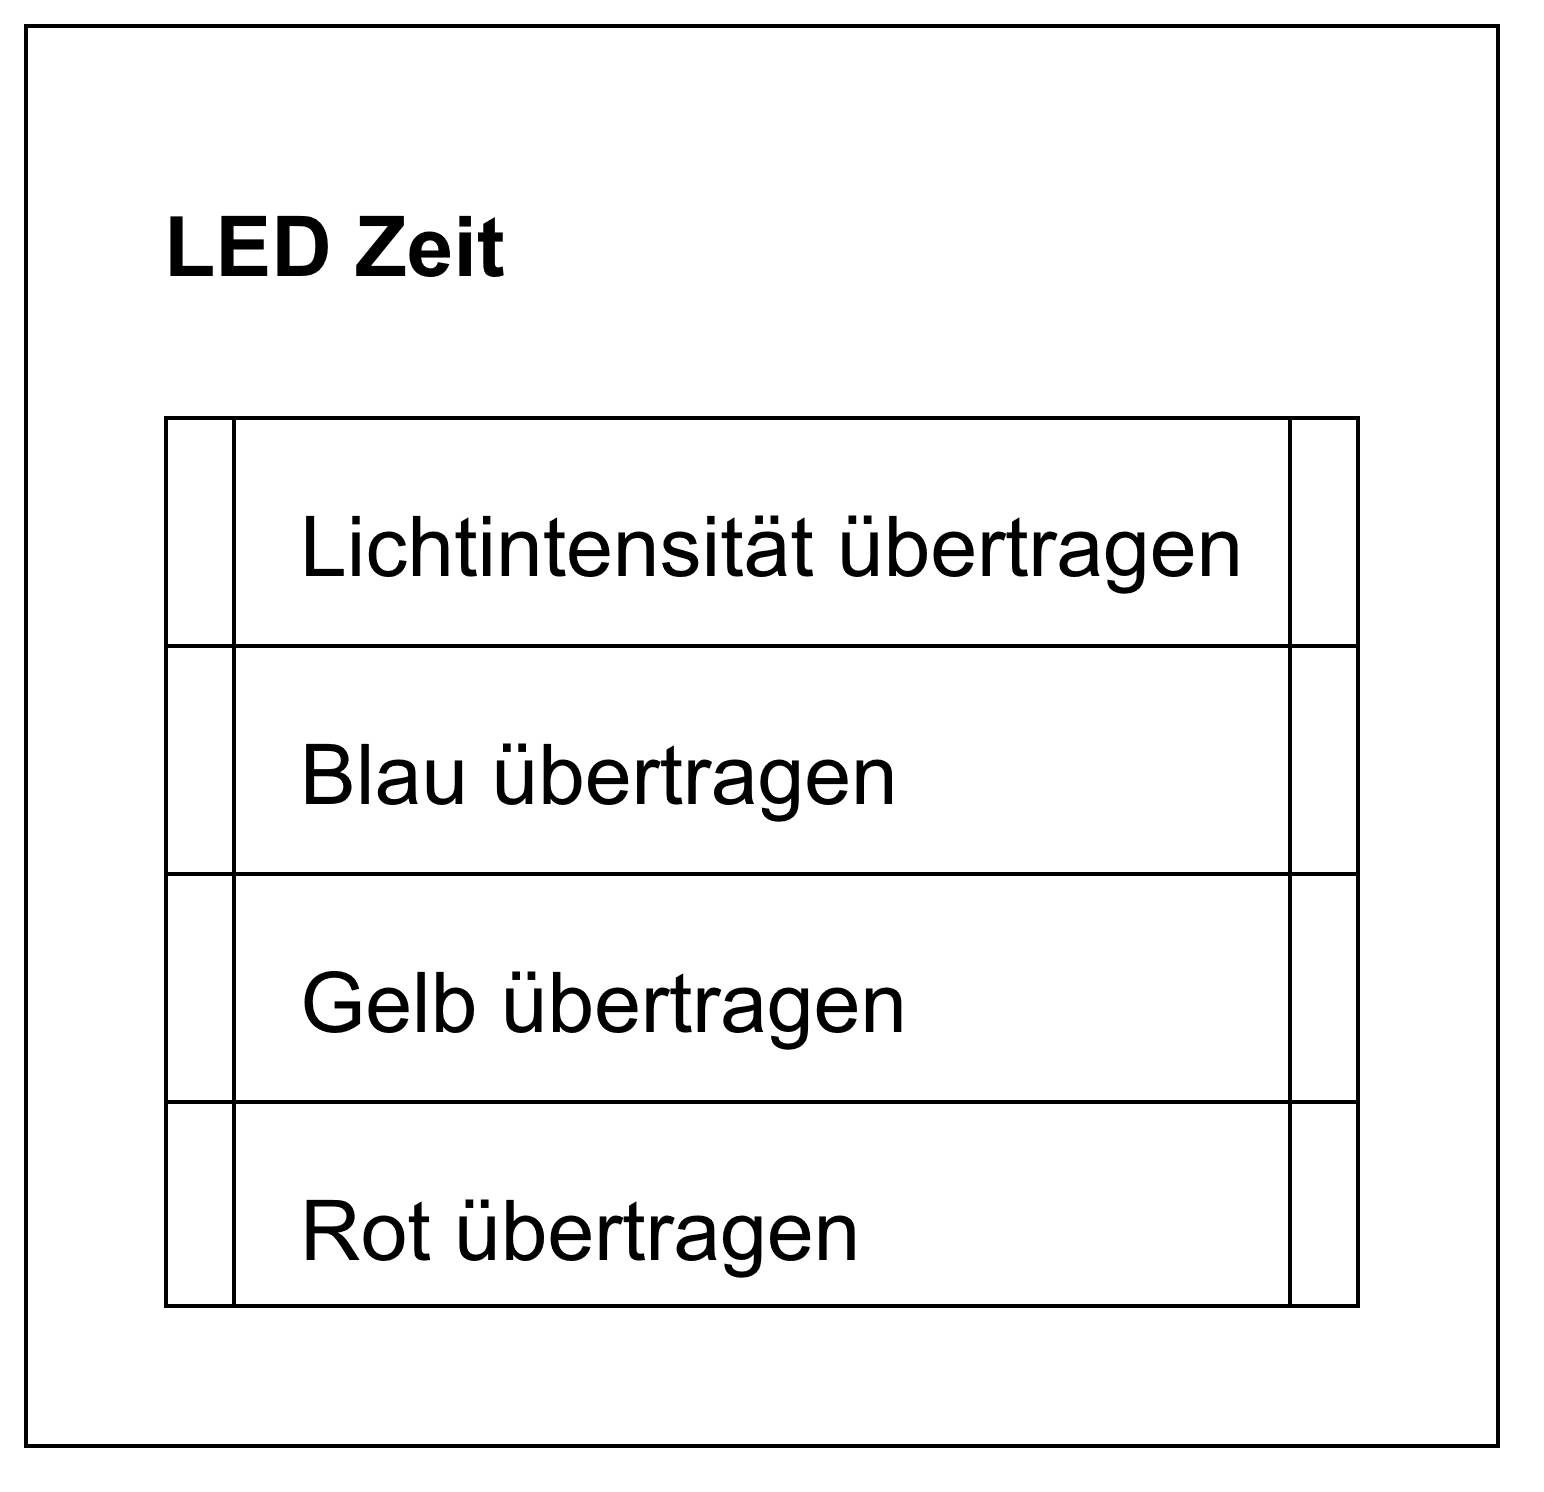 LED Zeit
Lichtintensität übertragen
Blau übertragen
Gelb übertragen
Rot übertragen